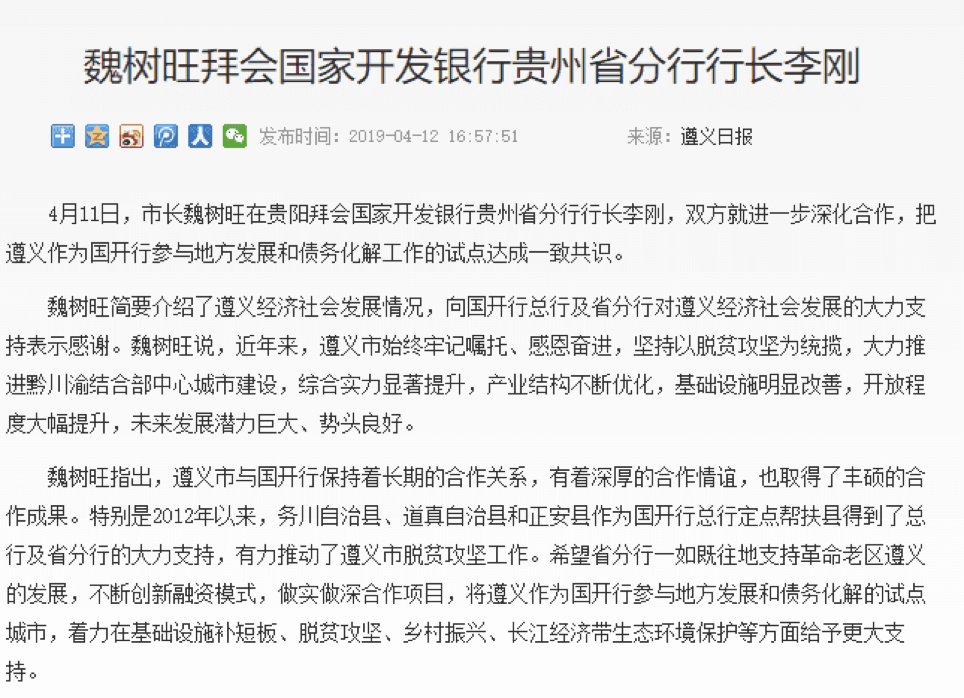 魏树旺拜会国家开发银行贵州省分行行长李刚
发布时间：2019-04-12 16:57:51 来源：遵义日报
4月11日，市长魏树旺在贵阳拜会国家开发银行贵州省分行行长李刚，双方就进一步深化合作，把
遵义作为国开行参与地方发展和债务化解工作的试点达成一致共识。
魏树旺简要介绍了遵义经济社会发展情况，向国开行总行及省分行对遵义经济社会发展的大力支
持表示感谢。魏树旺说，近年来，遵义市始终牢记嘱托、感恩奋进，坚持以脱贫攻坚为统揽，大力推
进黔川渝结合部中心城市建设，综合实力显著提升，产业结构不断优化，基础设施明显改善，开放程
度大幅提升，未来发展潜力巨大、势头良好。
魏树旺指出，遵义市与国开行保持着长期的合作关系，有着深厚的合作情谊，也取得了丰硕的合
作成果。特别是2012年以来，务川自治县、道真自治县和正安县作为国开行总行定点帮扶县得到了总
行及省分行的大力支持，有力推动了遵义市脱贫攻坚工作。希望省分行一如既往地支持革命老区遵义
的发展，不断创新融资模式，做实做深合作项目，将遵义作为国开行参与地方发展和债务化解的试点
城市，着力在基础设施补短板、脱贫攻坚、乡村振兴、长江经济带生态环境保护等方面给予更大支
持。